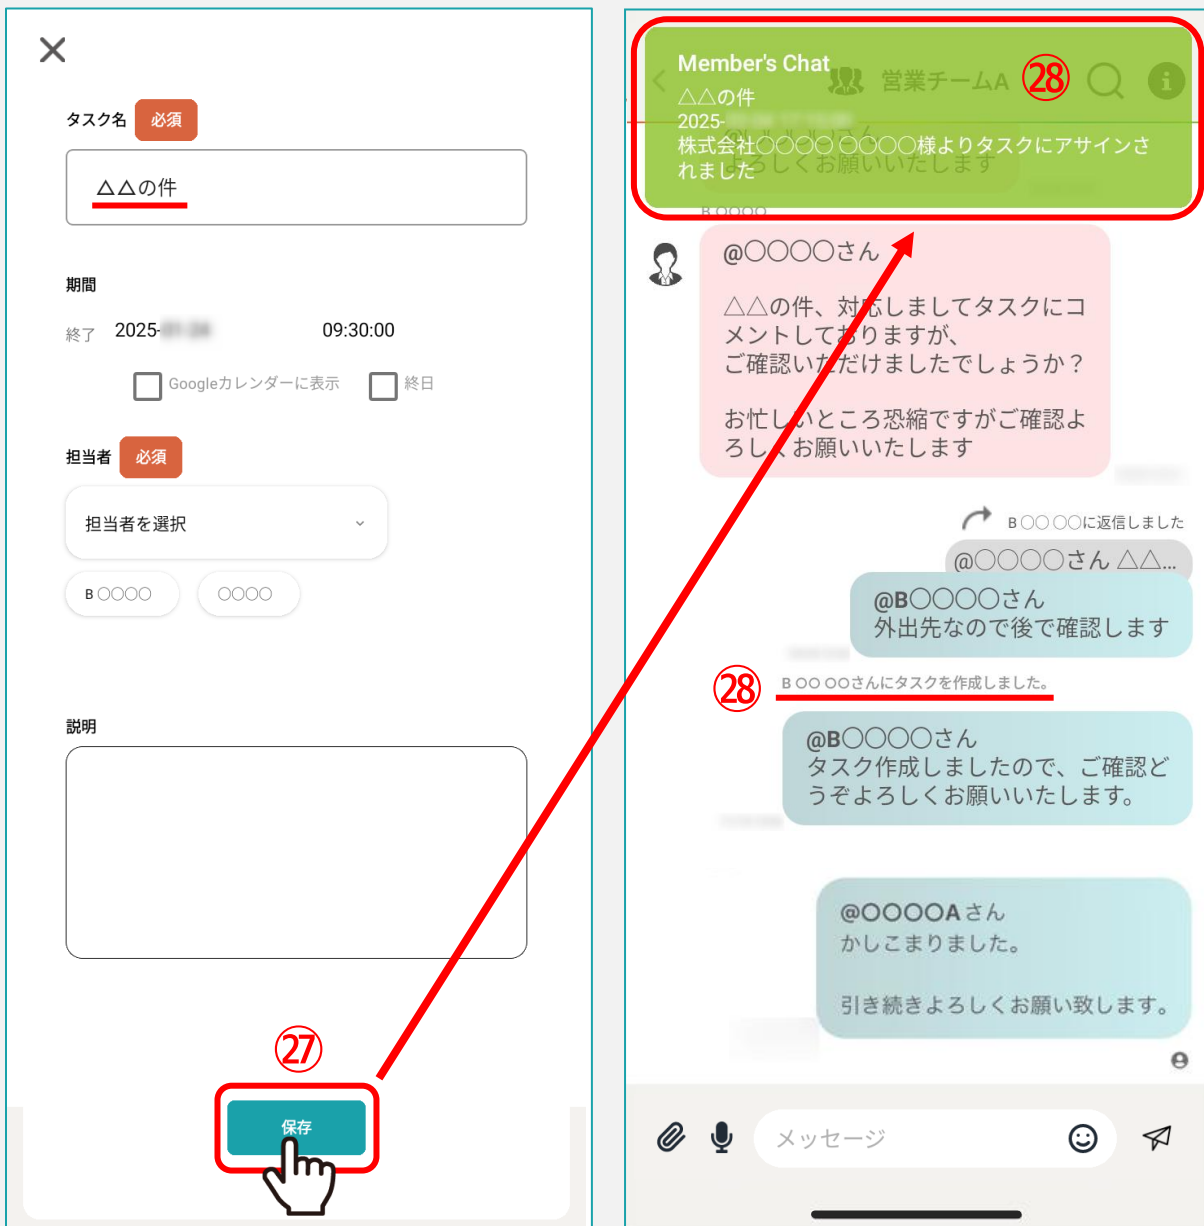 タスク名 必須
△△の件
期間
終了 2025- 09:30:00
Googleカレンダーに表示 終日
担当者 必須
担当者を選択
B〇〇〇〇 〇〇〇〇
説明
㉗
保存
Member's Chat
営業チームA
㉘
△△の件
2025-
株式会社〇〇〇〇 〇〇〇〇様よりタスクにアサインさ
れました
よろしくお願いいたします
B 〇〇〇〇
@〇〇〇〇さん
△△の件、対応しましてタスクにコ
メントしておりますが、
ご確認いただけましたでしょうか？
お忙しいところ恐縮ですがご確認よ
ろしくお願いいたします
B 〇〇 〇〇に返信しました
@〇〇〇〇さん △△...
@B〇〇〇〇さん
外出先なので後で確認します
㉘
B 〇〇 〇〇さんにタスクを作成しました。
@B〇〇〇〇さん
タスク作成しましたので、ご確認ど
うぞよろしくお願いいたします。
@〇〇〇〇Aさん
かしこまりました。
引き続きよろしくお願い致します。
メッセージ